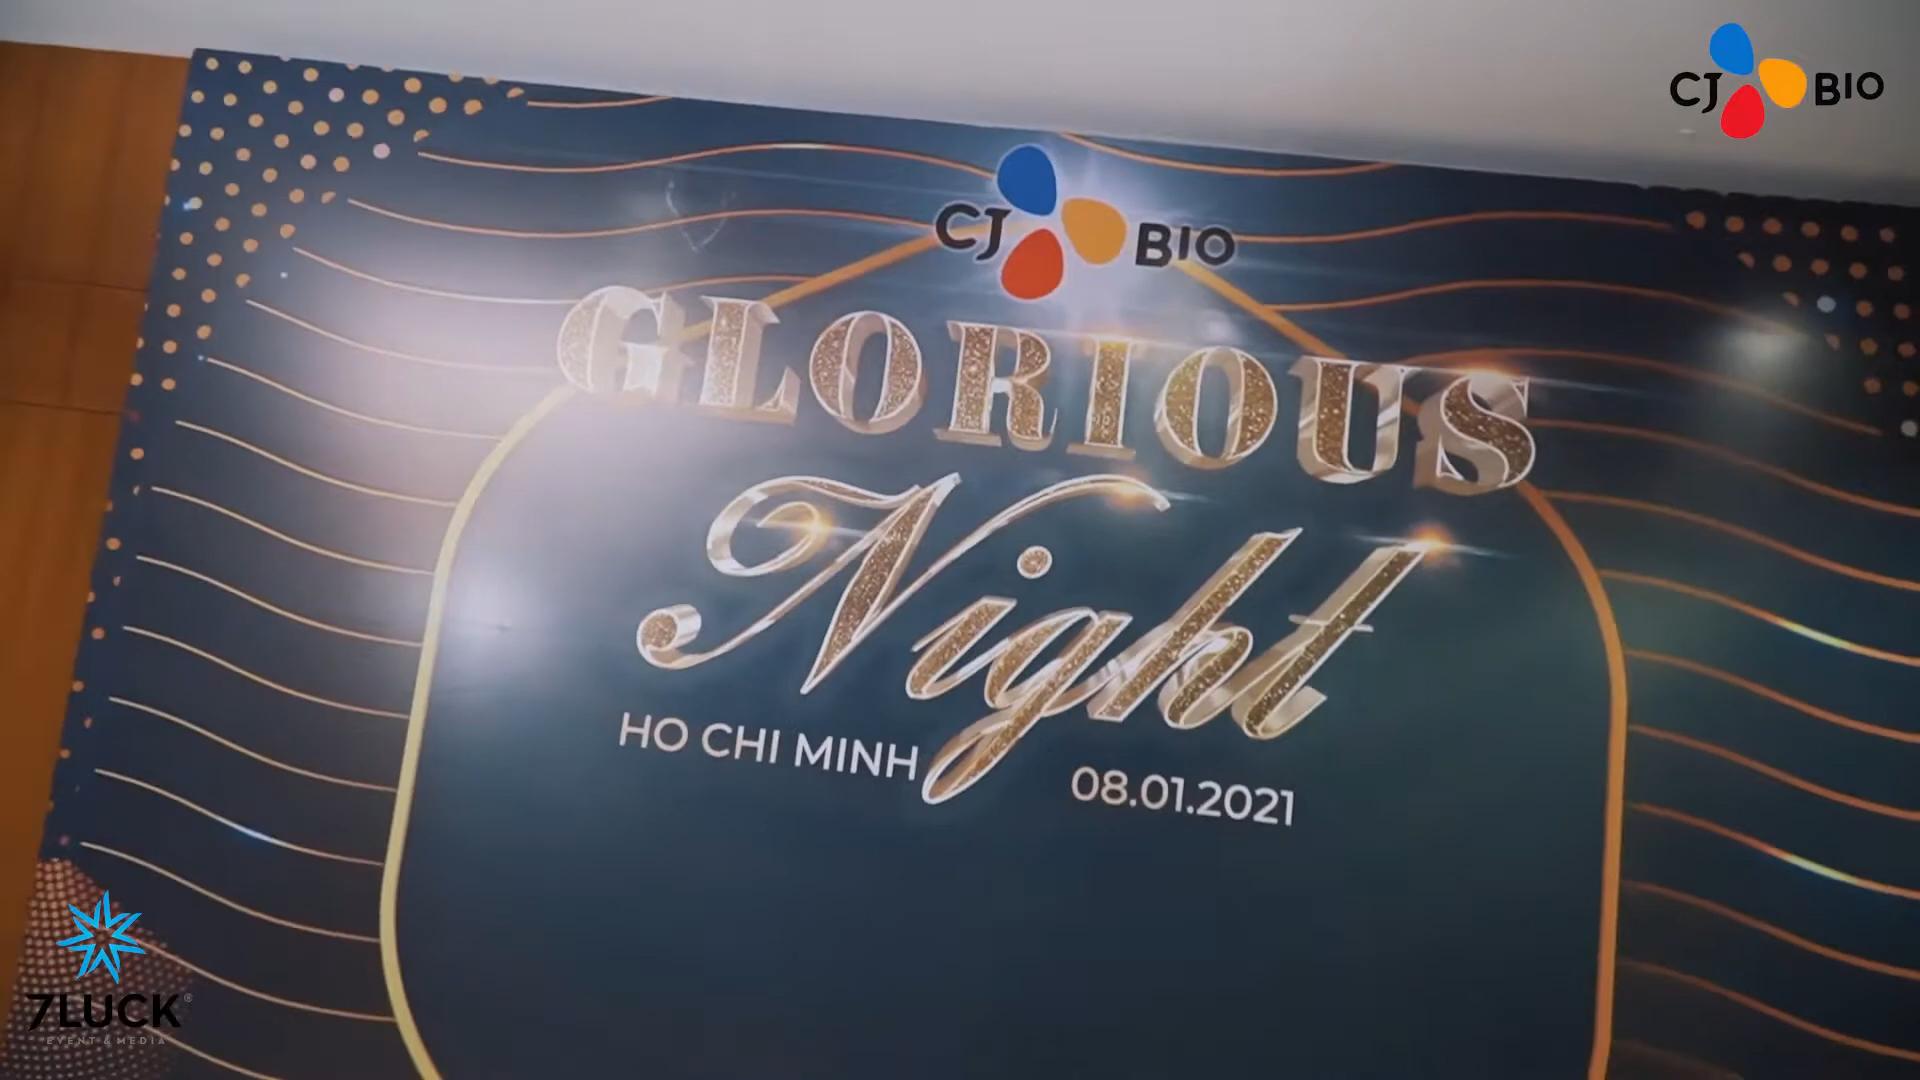 CJ BIO
CJ BIO
GLORIOUS
Night
HO CHI MINH
08.01.2021
7LUCK®
EVENT & MEDIA